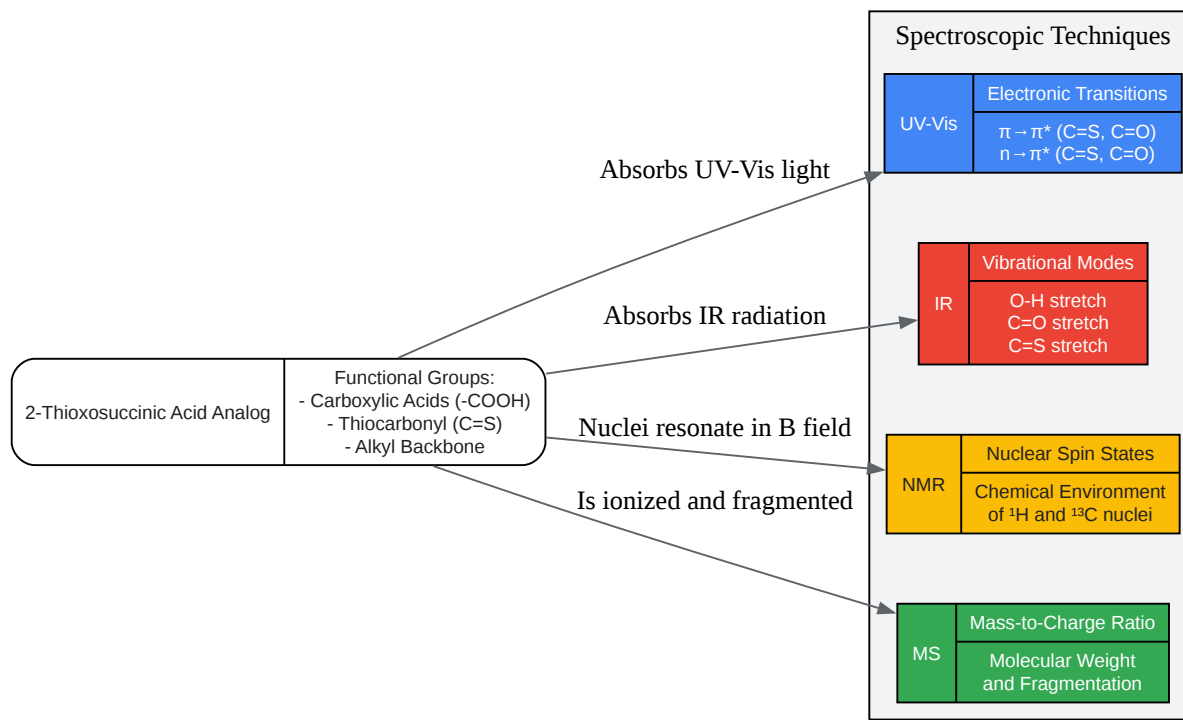 Spectroscopic Techniques
UV-Vis
Electronic Transitions
π→π* (C=S, C=O)
n→π* (C=S, C=O)
Absorbs UV-Vis light
IR
Vibrational Modes
O-H stretch
C=O stretch
C=S stretch
Absorbs IR radiation
2-Thioxosuccinic Acid Analog
Functional Groups:
- Carboxylic Acids (-COOH)
- Thiocarbonyl (C=S)
- Alkyl Backbone
Nuclei resonate in B field
NMR
Nuclear Spin States
Chemical Environment
of ¹H and ¹³C nuclei
Is ionized and fragmented
MS
Mass-to-Charge Ratio
Molecular Weight
and Fragmentation